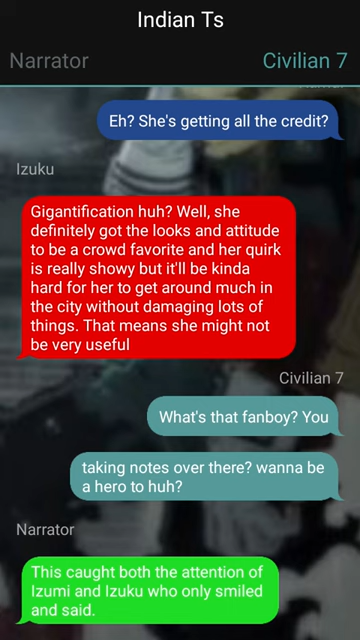 Indian Ts
Narrator
Civilian 7
Eh? She's getting all the credit?
Izuku
Gigantification huh? Well, she
definitely got the looks and attitude
to be a crowd favorite and her quirk
is really showy but it'll be kinda
hard for her to get around much in
the city without damaging lots of
things. That means she might not
be very useful
Civilian 7
What's that fanboy? You
taking notes over there? wanna be
a hero to huh?
Narrator
This caught both the attention of
Izumi and Izuku who only smiled
and said.